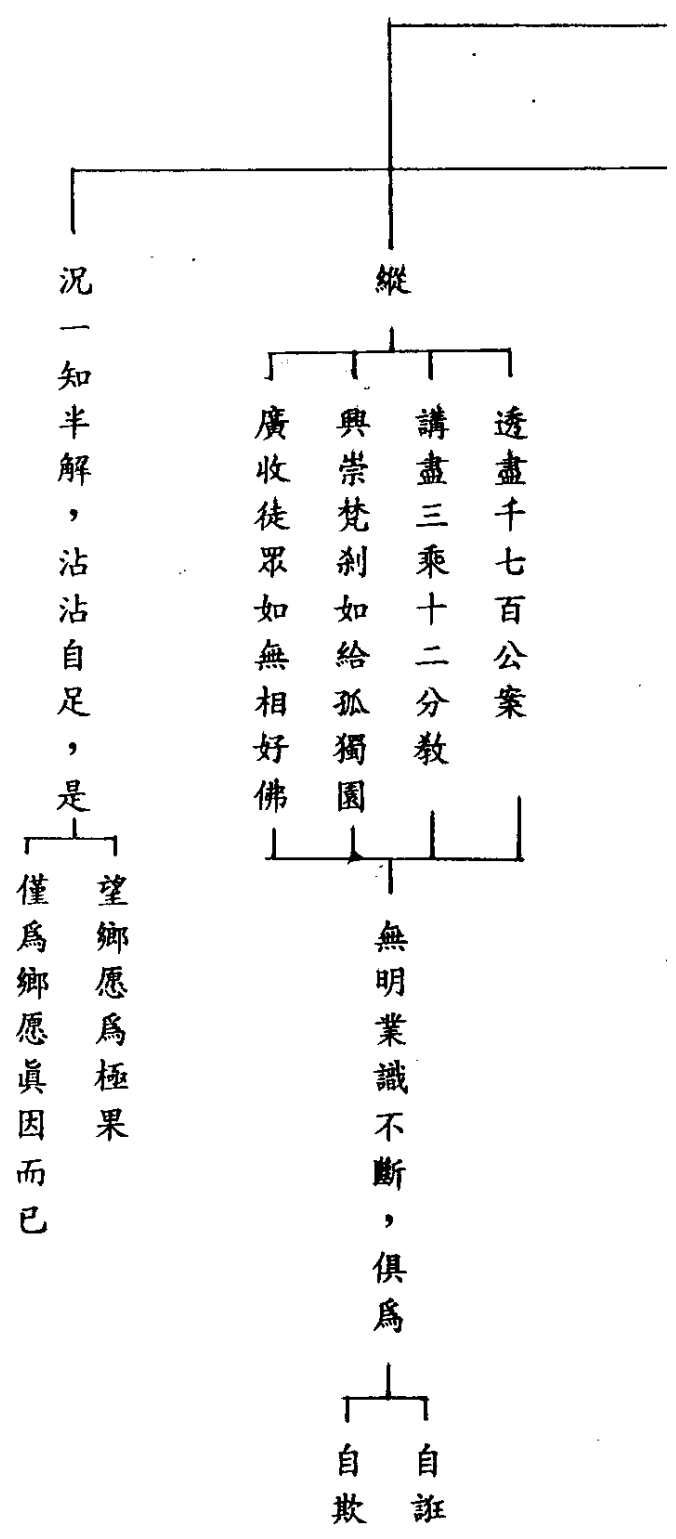 縱
透盡千七百公案
講盡三乘十二分教
興崇梵剎如給孤獨園
廣收徒眾如無相好佛
無明業識不斷，俱爲
自誑
自欺
況一知半解，沾沾自足，是
望鄉愿爲極果
僅爲鄉愿眞因而已